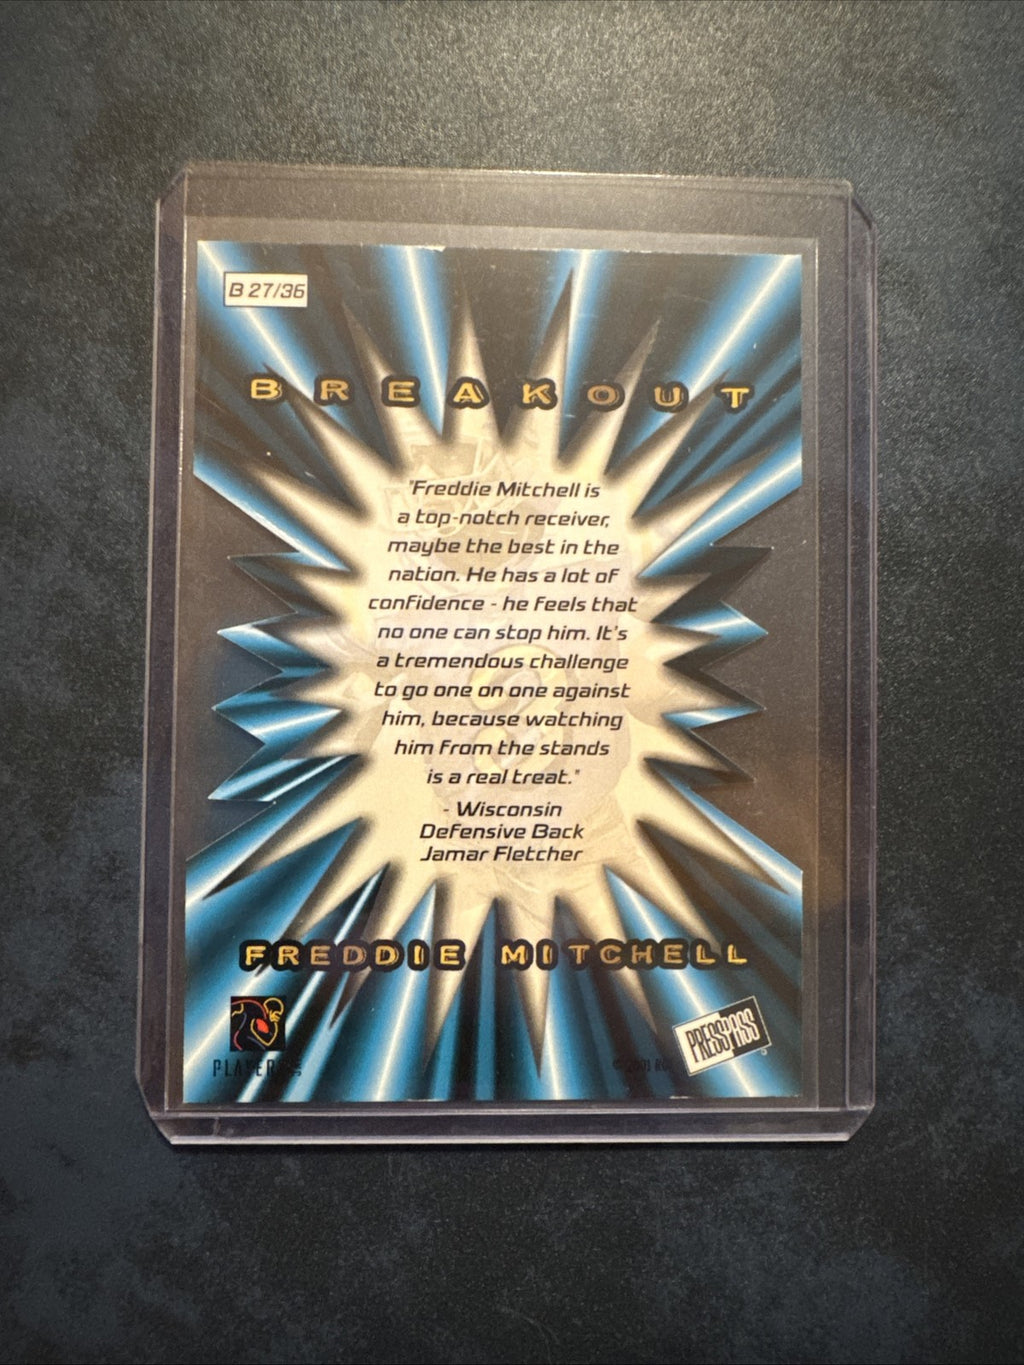 B 27/36
BREAKOUT
"Freddie Mitchell is
a top-notch receiver,
maybe the best in the
nation. He has a lot of
confidence - he feels that
no one can stop him. It's
a tremendous challenge
to go one on one against
him, because watching
him from the stands
is a real treat."
- Wisconsin
Defensive Back
Jamar Fletcher
FREDDIE MITCHELL
© 2001
PRESS PASS